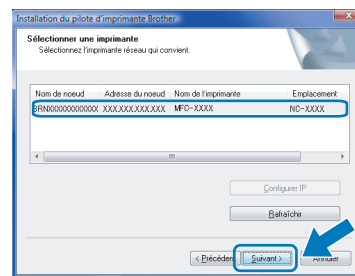 Installation du pilote d'imprimante Brother
Sélectionner une imprimante
Sélectionnez l'imprimante réseau qui convient.
Nom de noeud Adresse du noeud Nom de l'imprimante Emplacement
BRNXXXXXXXXXXXX XXX.XXX.XXX.XXX MFC-XXXX NC-XXXX
Configurer IP
Rafraîchir
< Précédent Suivant > Annuler